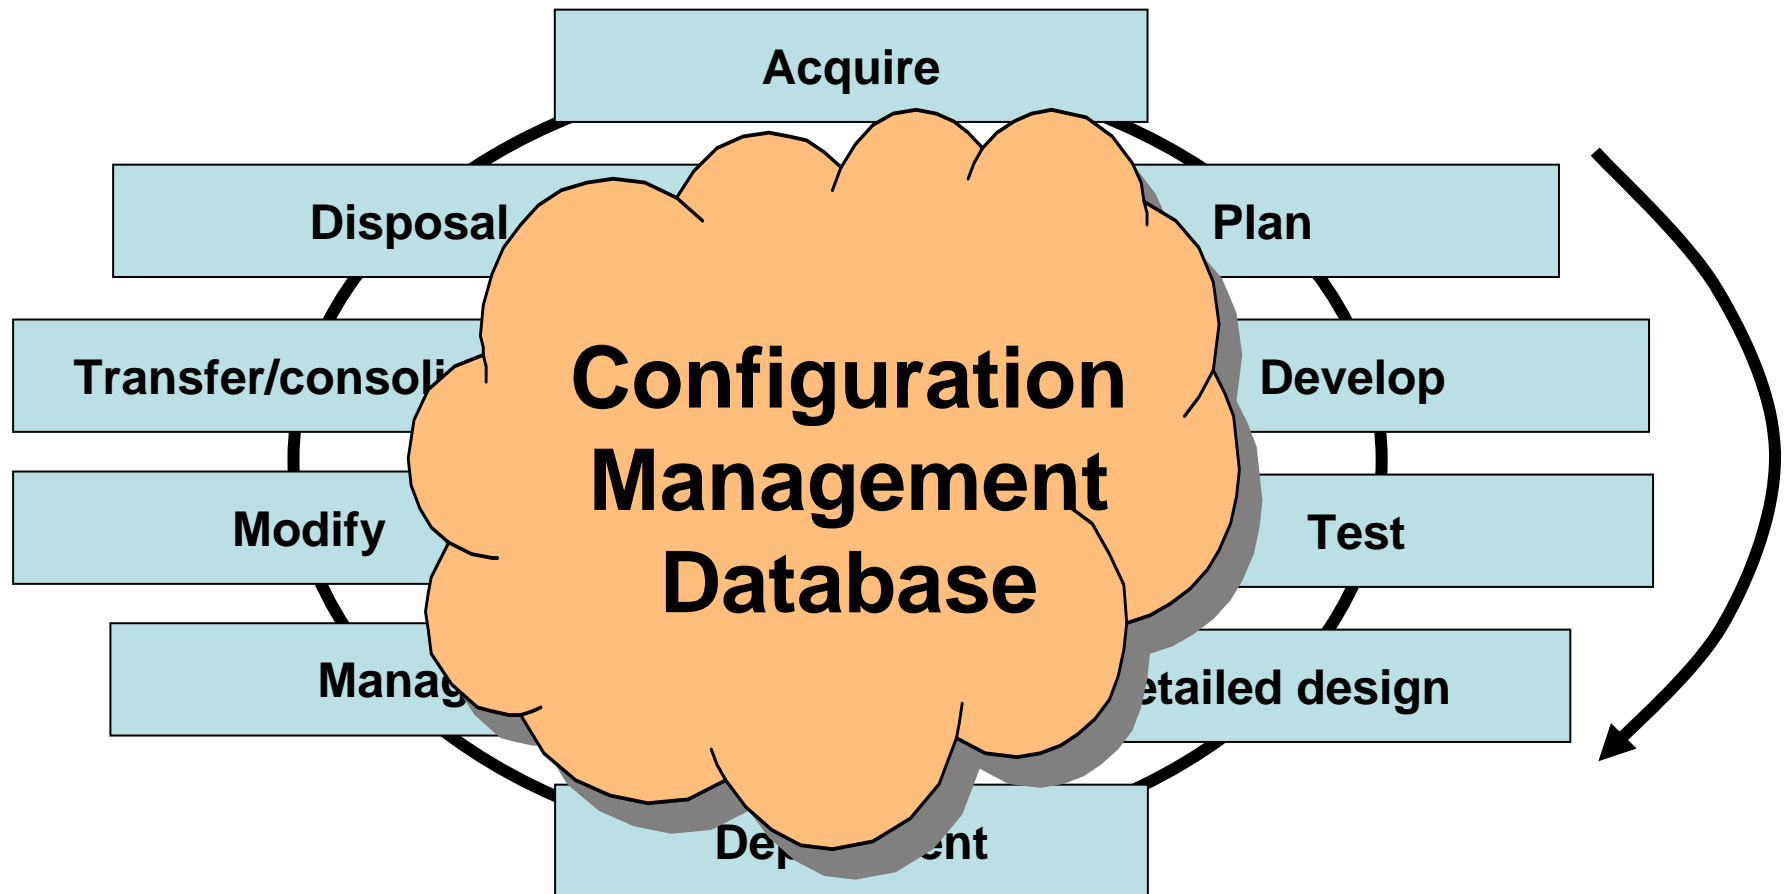 Acquire
Disposal
Plan
Transfer/consoli
Configuration
Management
Database
Develop
Modify
Test
Manag
etailed design
Dep ent